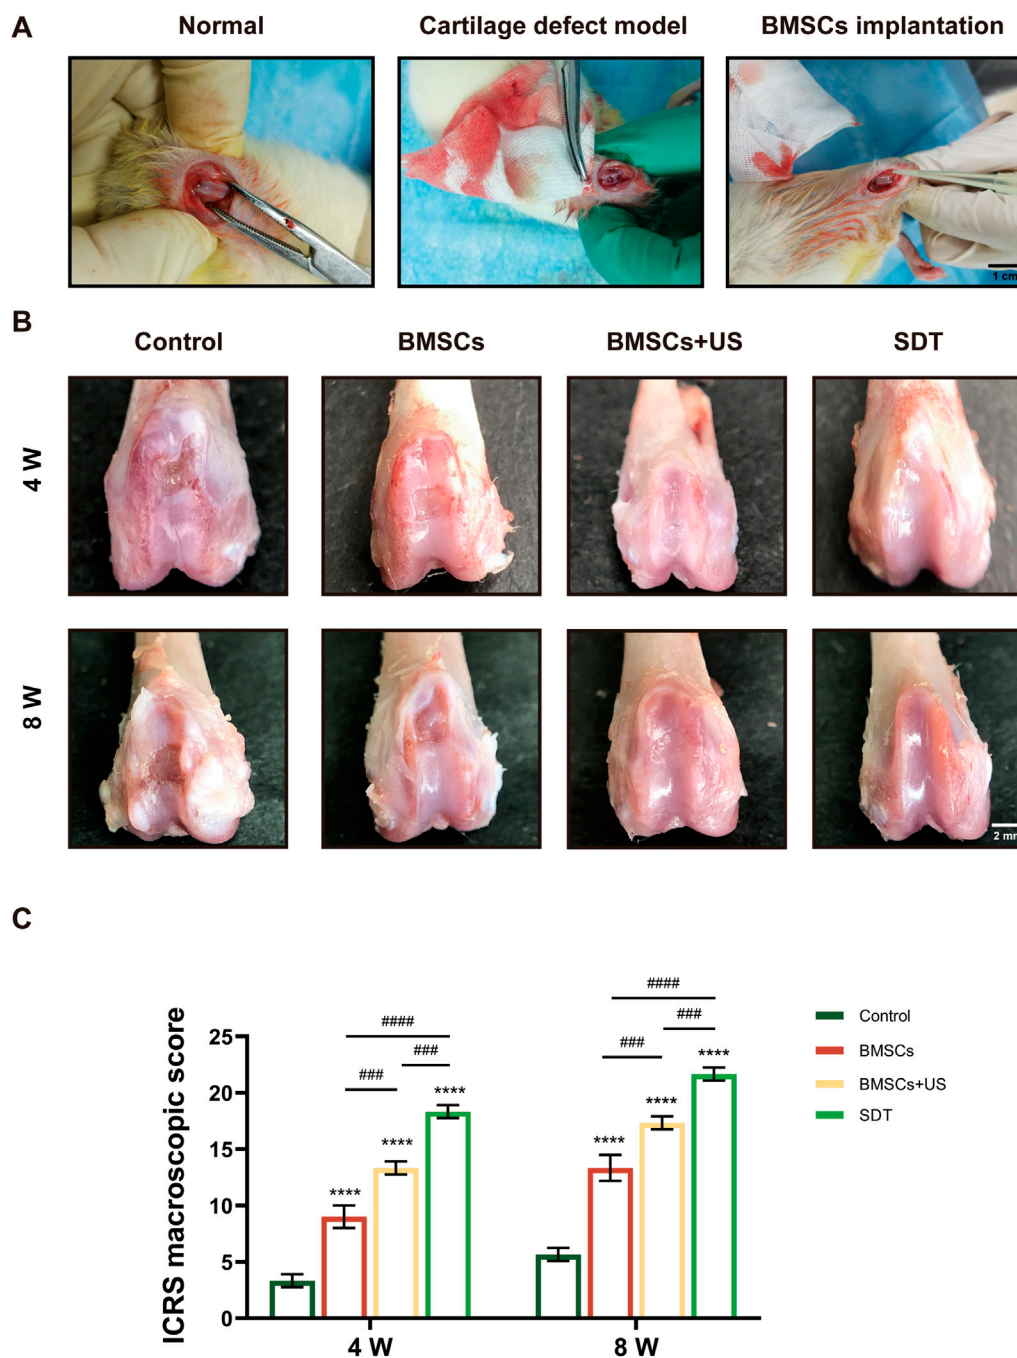 A
Normal
Cartilage defect model
BMSCs implantation
1 cm
B
Control
BMSCs
BMSCs+US
SDT
4 W
8 W
2 mm
C
ICRS macroscopic score
25
20
15
10
5
0
####
###
###
****
****
****
####
###
###
****
****
****
4 W
8 W
Control
BMSCs
BMSCs+US
SDT